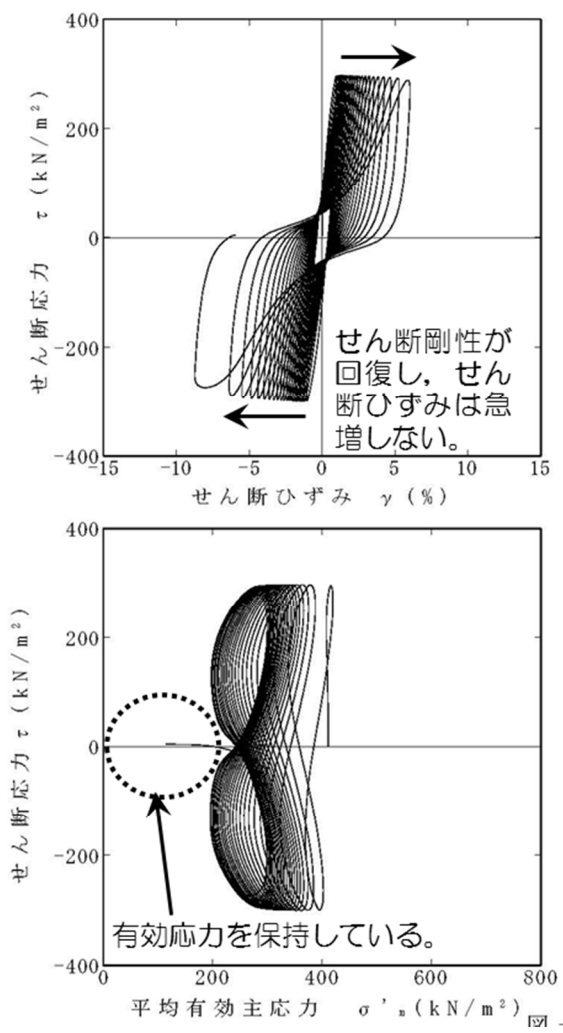 400
200
0
-200
-400
せん断応力 τ (kN/m²)
せん断剛性が
回復し，せん
断ひずみは急
増しない。
-15
-10
-5
0
5
10
15
せん断ひずみ γ (%)
400
200
0
-200
-400
せん断応力 τ (kN/m²)
有効応力を保持している。
0
200
400
600
800
平均有効主応力 σ'ₘ (kN/m²)
図